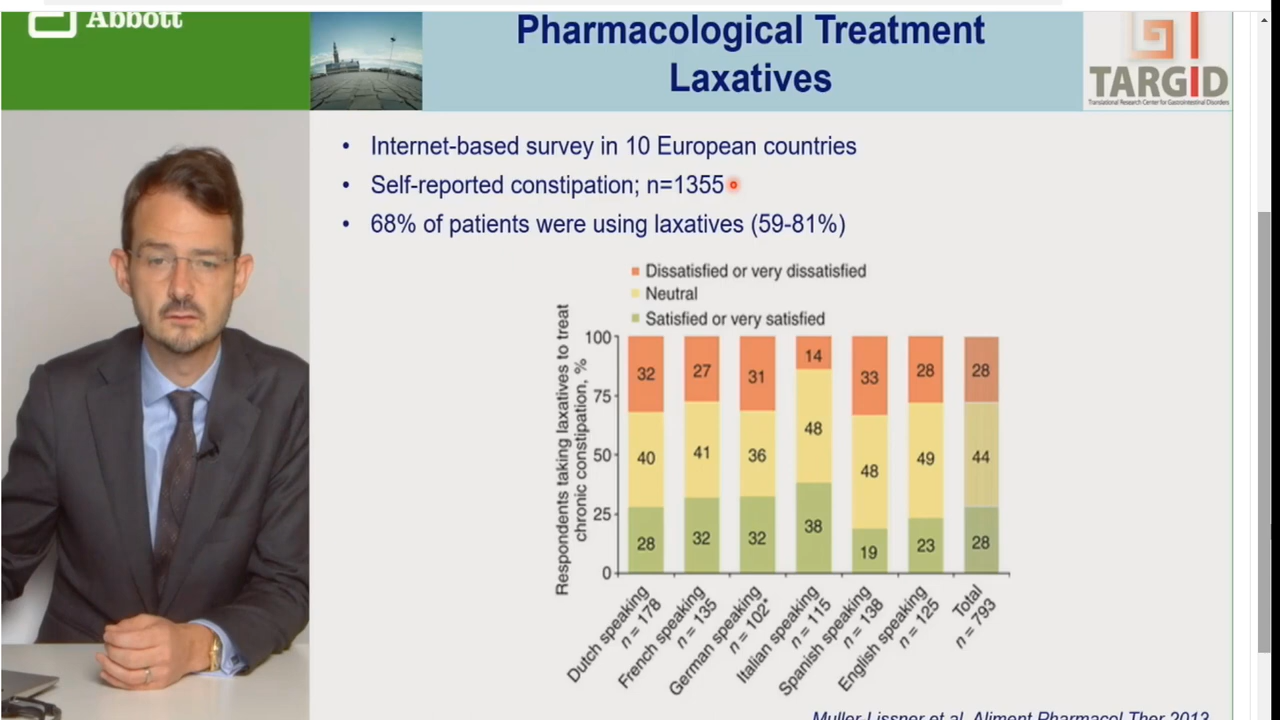 Abbott
Pharmacological Treatment
Laxatives
TARGID
Translational Research Center for Gastrointestinal Disorders
• Internet-based survey in 10 European countries
• Self-reported constipation; n=1355
• 68% of patients were using laxatives (59-81%)
Dissatisfied or very dissatisfied
Neutral
Satisfied or very satisfied
Respondents taking laxatives to treat
chronic constipation, %
100
75
50
25
0
32 27 31 14 33 28 28
40 41 36 48 48 49 44
28 32 32 38 19 23 28
Dutch speaking
n = 178
French speaking
n = 135
German speaking
n = 102*
Italian speaking
n = 115
Spanish speaking
n = 138
English speaking
n = 125
Total
n = 793
Muller-Lissner et al, Aliment Pharmacol Ther 2013